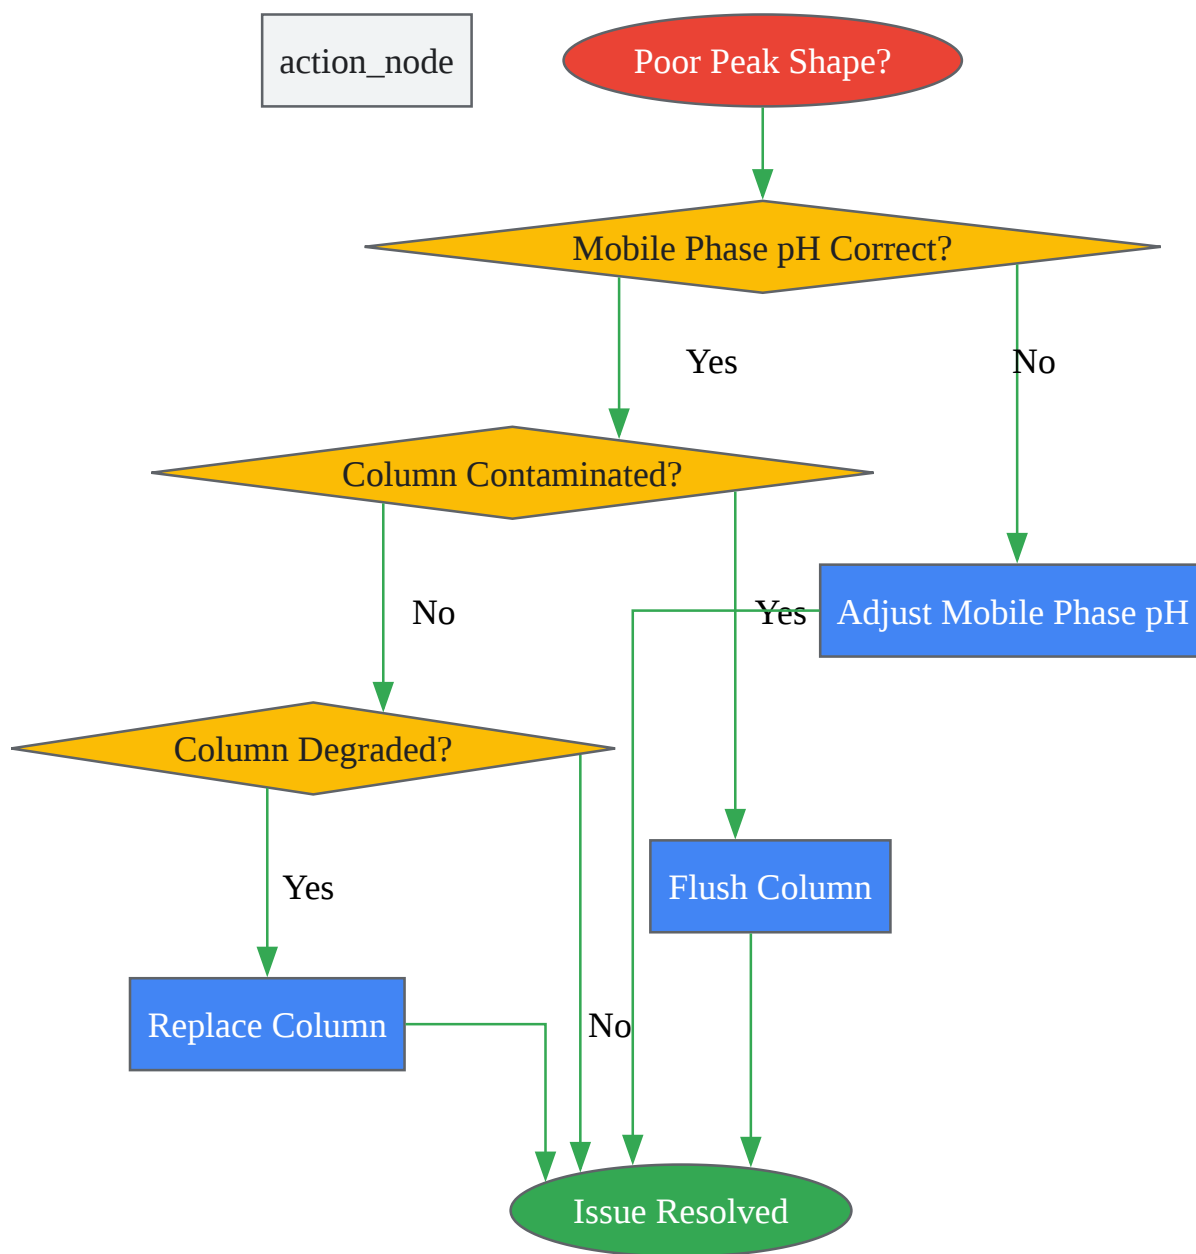 action_node
Poor Peak Shape?
Mobile Phase pH Correct?
Yes
No
Column Contaminated?
No
Yes
Adjust Mobile Phase pH
Column Degraded?
Yes
Flush Column
Replace Column
No
Issue Resolved